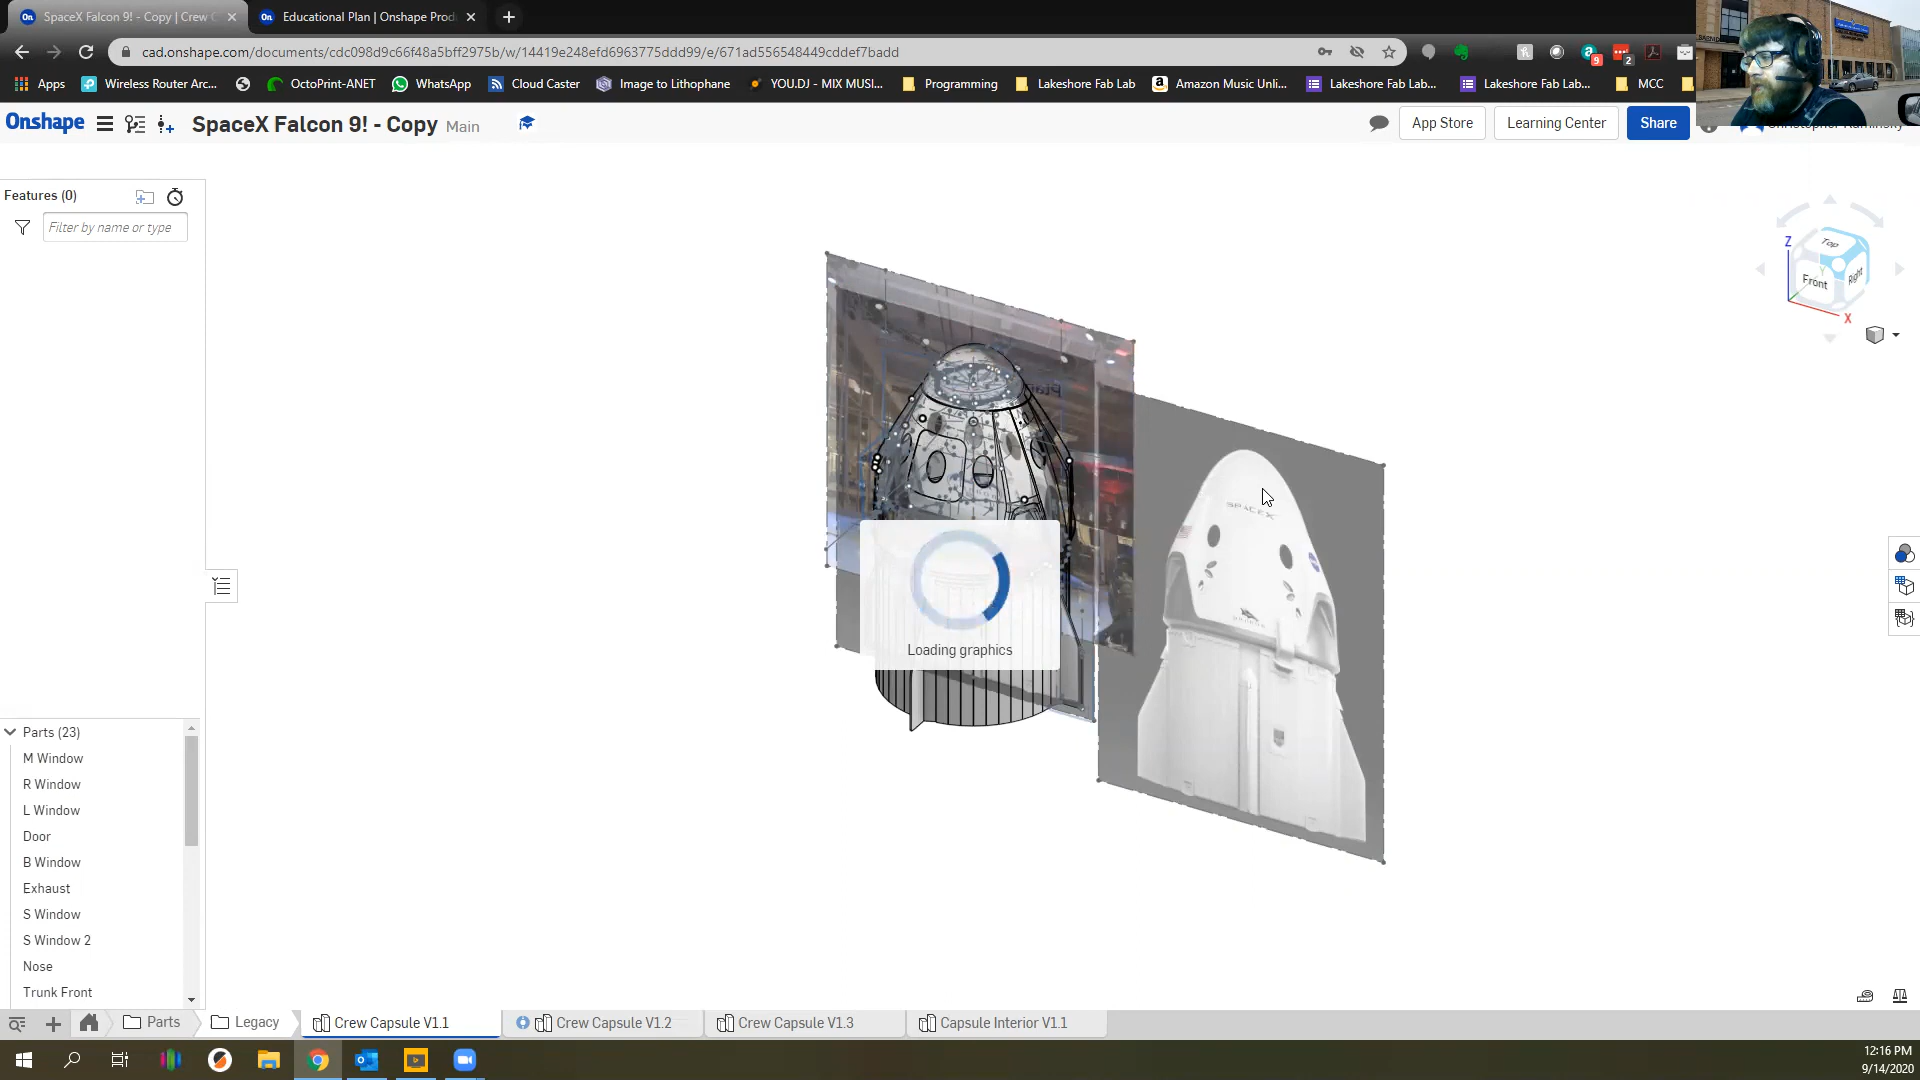 SpaceX Falcon 9! - Copy | Crew C
Educational Plan | Onshape Prod
cad.onshape.com/documents/cdc098d9c66f48a5bff2975b/w/14419e248efd6963775ddd99/e/671ad556548449cddef7badd
9
2
Apps
Wireless Router Arc...
OctoPrint-ANET
WhatsApp
Cloud Caster
Image to Lithophane
YOU.DJ - MIX MUSI...
Programming
Lakeshore Fab Lab
Amazon Music Unli...
Lakeshore Fab Lab...
Lakeshore Fab Lab...
MCC
Onshape
SpaceX Falcon 9! - Copy Main
App Store
Learning Center
Share
Features (0)
Filter by name or type
Z
Top
Front
Right
Y
X
SPACEX
Loading graphics
Parts (23)
M Window
R Window
L Window
Door
B Window
Exhaust
S Window
S Window 2
Nose
Trunk Front
Parts
Legacy
Crew Capsule V1.1
Crew Capsule V1.2
Crew Capsule V1.3
Capsule Interior V1.1
12:16 PM
9/14/2020